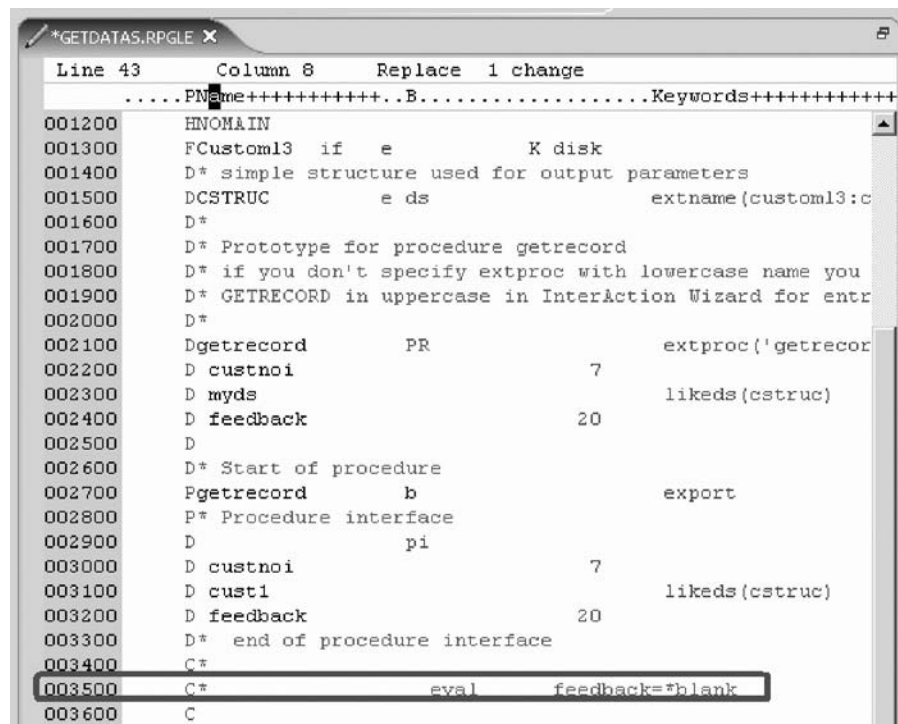 *GETDATAS.RPGLE X
Line 43 Column 8 Replace 1 change
.....PName+++++++++++..B...................Keywords+++++++++++++
001200 HNOMAIN
001300 FCustoml3 if e K disk
001400 D* simple structure used for output parameters
001500 DCSTRUC e ds extname(customl3:c
001600 D*
001700 D* Prototype for procedure getrecord
001800 D* if you don't specify extproc with lowercase name you
001900 D* GETRECORD in uppercase in InterAction Wizard for entr
002000 D*
002100 Dgetrecord PR extproc('getrecor
002200 D custnoi 7
002300 D myds likeds(cstruc)
002400 D feedback 20
002500 D
002600 D* Start of procedure
002700 Pgetrecord b export
002800 P* Procedure interface
002900 D pi
003000 D custnoi 7
003100 D cust1 likeds(cstruc)
003200 D feedback 20
003300 D* end of procedure interface
003400 C*
003500 C* eval feedback=*blank
003600 C